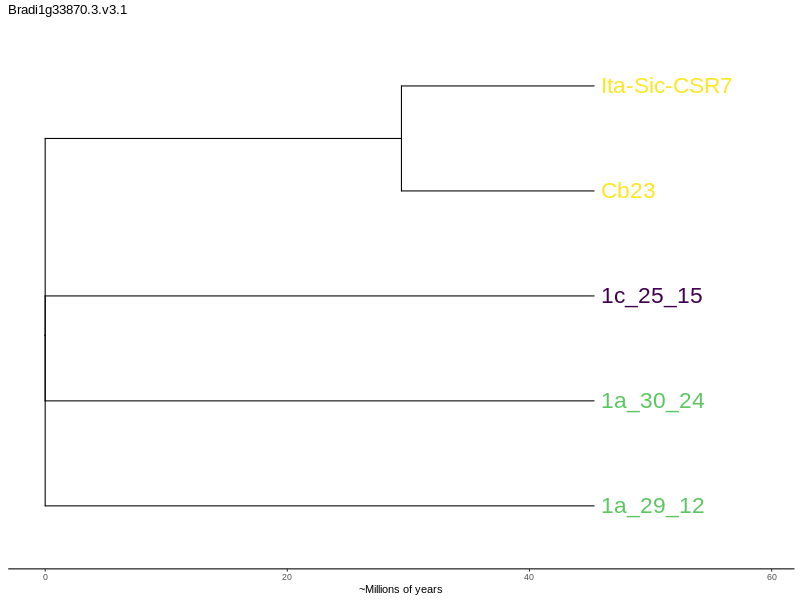 Bradi1g33870.3.v3.1
Ita-Sic-CSR7
Cb23
1c_25_15
1a_30_24
1a_29_12
0 20 40 60
~Millions of years